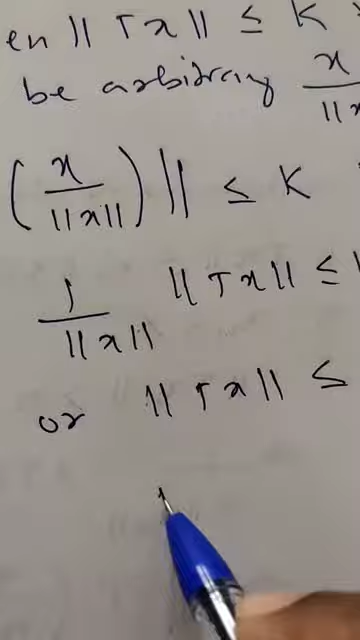 en || Tx || ≤ K
be arbitrary x / ||x
(x / ||x||) || ≤ K
1 / ||x|| || Tx || ≤
or || Tx || ≤